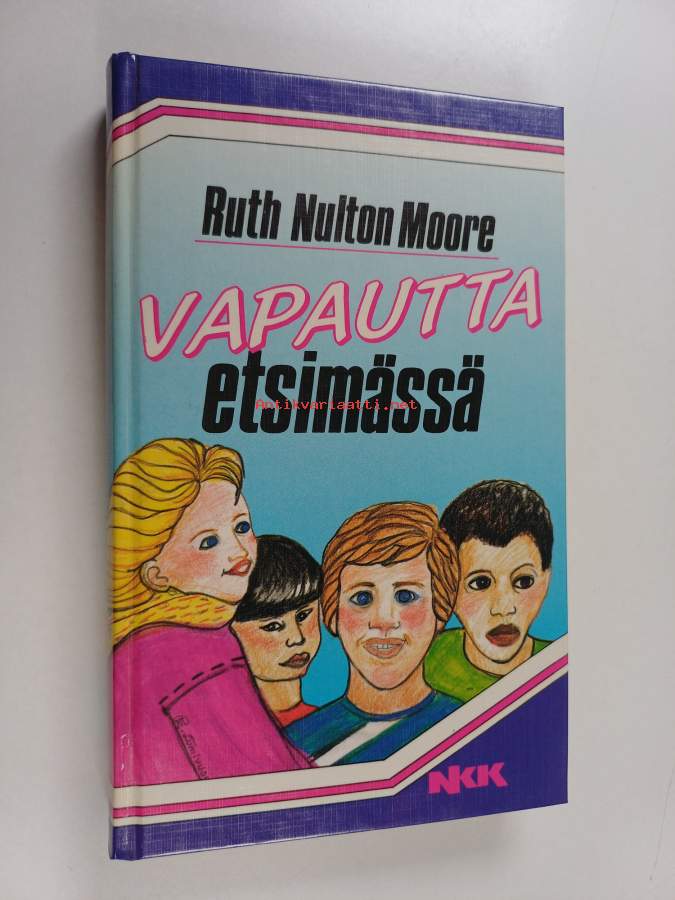 Ruth Nulton Moore
VAPAUTTA
etsimässä
Antikvariaatti.net
NKK